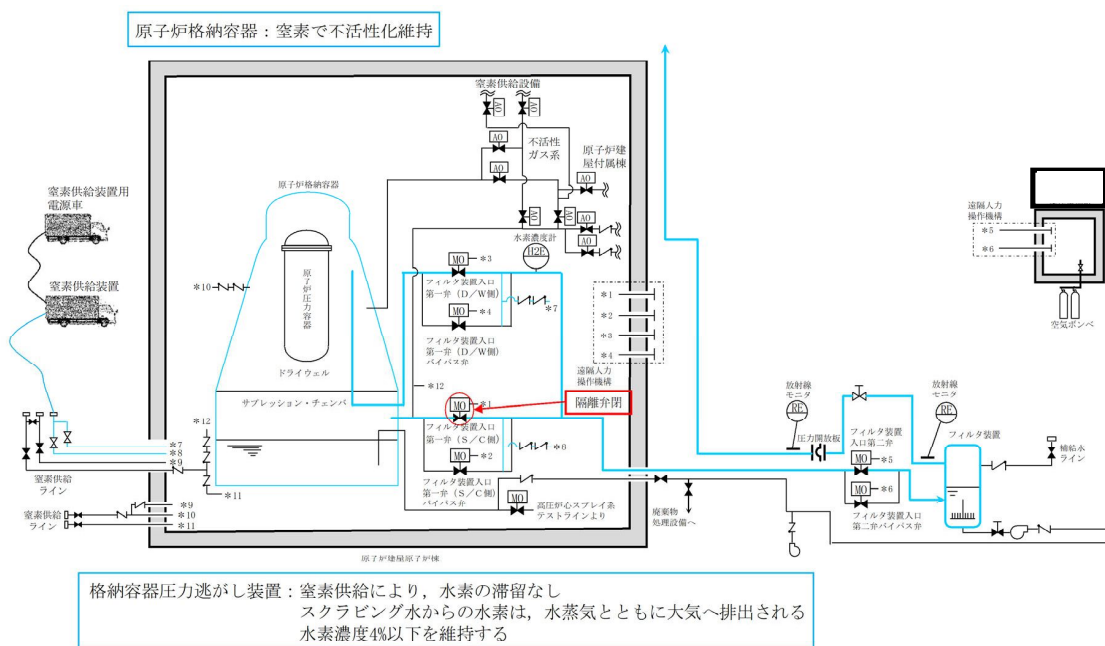 原子炉格納容器：窒素で不活性化維持
窒素供給設備
AO
AO
AO
AO
不活性
ガス系
原子炉建
屋付属棟
AO
AO
AO
AO
AO
水素濃度計
H2E
原子炉格納容器
原子炉圧力容器
ドライウェル
サプレッション・チェンバ
窒素供給装置用
電源車
窒素供給装置
*10
MO
*3
フィルタ装置入口
第一弁（D／W側）
MO
*4
*7
フィルタ装置入口
第一弁（D／W側）
バイパス弁
*12
MO
*1
隔離弁閉
フィルタ装置入口
第一弁（S／C側）
MO
*2
*8
フィルタ装置入口
第一弁（S／C側）
バイパス弁
*1
*2
*3
*4
遠隔人力
操作機構
遠隔人力
操作機構
*5
*6
空気ボンベ
*12
*7
*8
*9
*11
窒素供給
ライン
*9
*10
*11
窒素供給
ライン
MO
高圧炉心スプレイ系
テストラインより
廃棄物
処理設備へ
原子炉建屋原子炉棟
放射線
モニタ
RE
圧力開放板
放射線
モニタ
RE
フィルタ装置
フィルタ装置
入口第二弁
MO
*5
MO
*6
フィルタ装置入口
第二弁バイパス弁
補給水
ライン
格納容器圧力逃がし装置：窒素供給により，水素の滞留なし
スクラビング水からの水素は，水蒸気とともに大気へ排出される
水素濃度4%以下を維持する